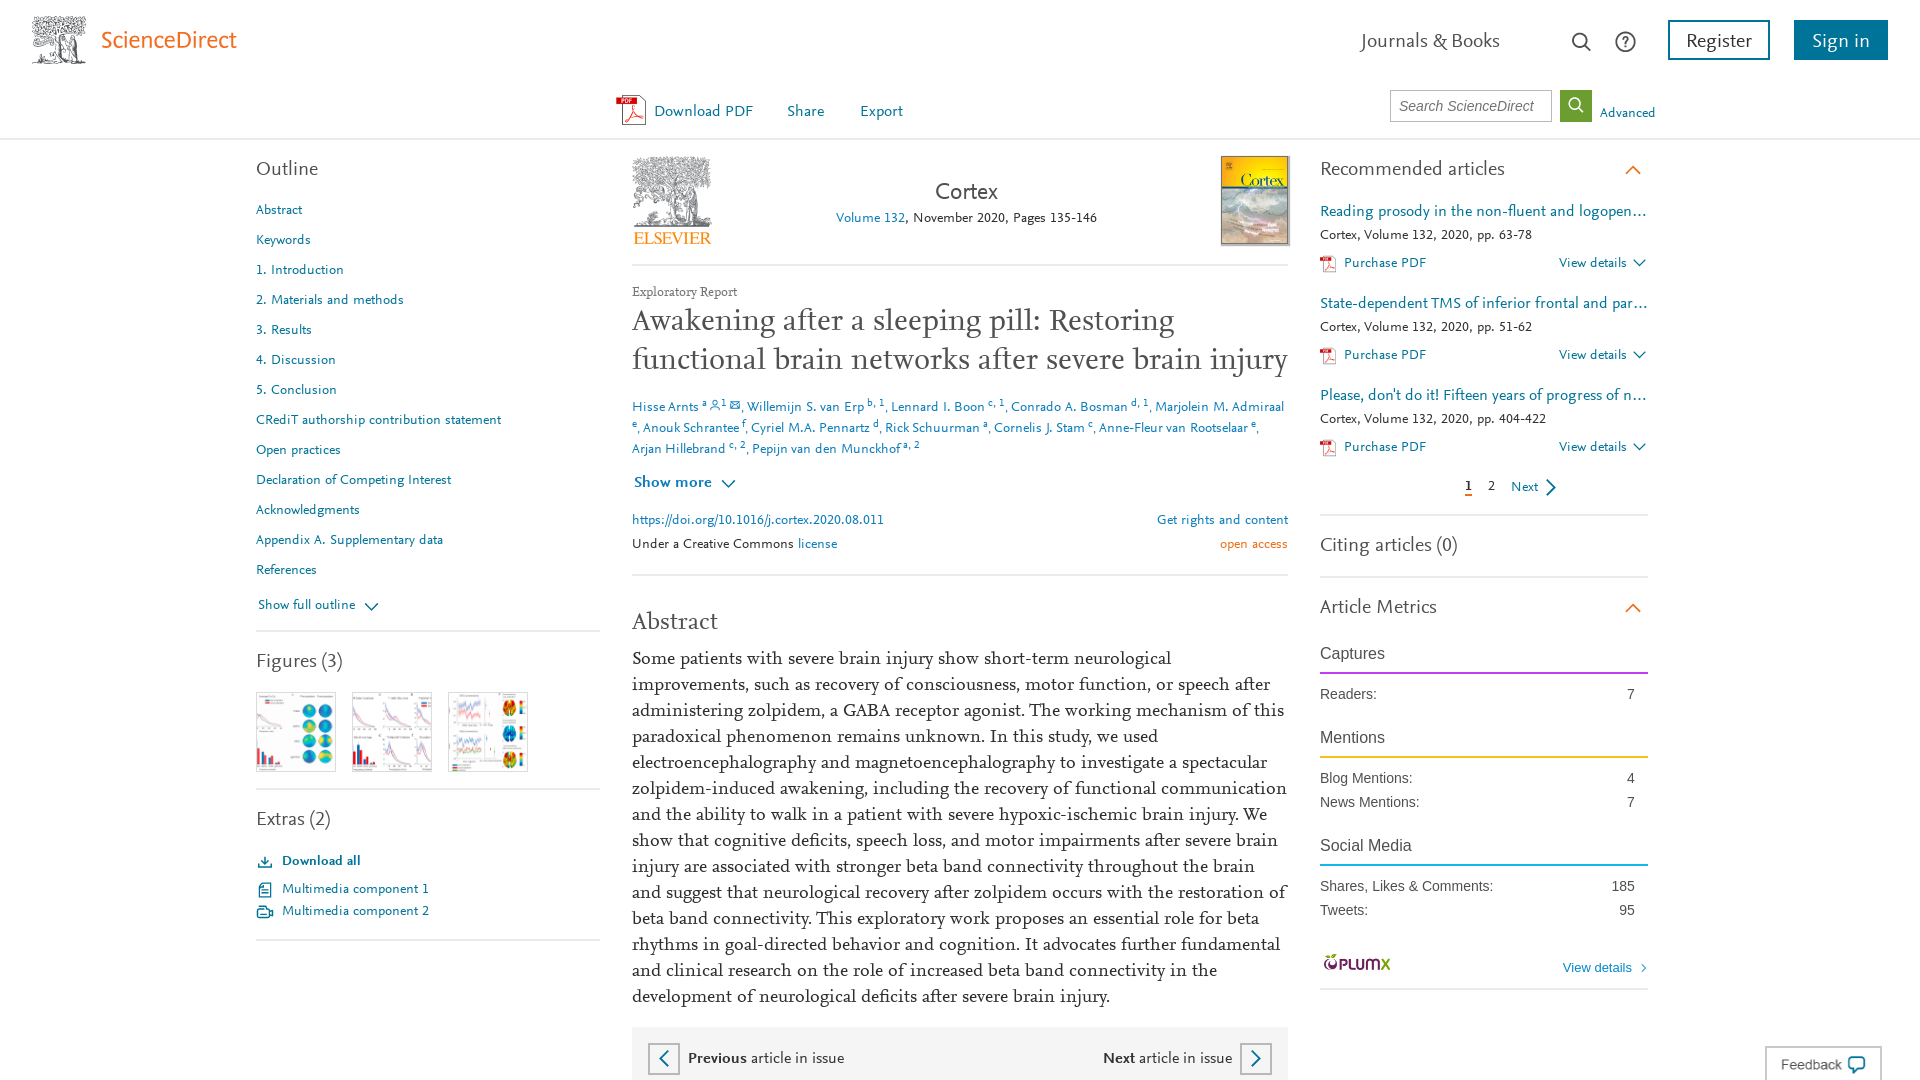 ScienceDirect
Journals & Books
Register
Sign in
Download PDF
Share
Export
Search ScienceDirect
Advanced
Outline
Abstract
Keywords
1. Introduction
2. Materials and methods
3. Results
4. Discussion
5. Conclusion
CRediT authorship contribution statement
Open practices
Declaration of Competing Interest
Acknowledgments
Appendix A. Supplementary data
References
Show full outline
Figures (3)
Extras (2)
Download all
Multimedia component 1
Multimedia component 2
ELSEVIER
Cortex
Volume 132, November 2020, Pages 135-146
Cortex
Exploratory Report
Awakening after a sleeping pill: Restoring
functional brain networks after severe brain injury
Hisse Arnts a 1, Willemijn S. van Erp b, 1, Lennard I. Boon c, 1, Conrado A. Bosman d, 1, Marjolein M. Admiraal
e, Anouk Schrantee f, Cyriel M.A. Pennartz d, Rick Schuurman a, Cornelis J. Stam c, Anne-Fleur van Rootselaar e,
Arjan Hillebrand c, 2, Pepijn van den Munckhof a, 2
Show more
https://doi.org/10.1016/j.cortex.2020.08.011
Get rights and content
Under a Creative Commons license
open access
Abstract
Some patients with severe brain injury show short-term neurological
improvements, such as recovery of consciousness, motor function, or speech after
administering zolpidem, a GABA receptor agonist. The working mechanism of this
paradoxical phenomenon remains unknown. In this study, we used
electroencephalography and magnetoencephalography to investigate a spectacular
zolpidem-induced awakening, including the recovery of functional communication
and the ability to walk in a patient with severe hypoxic-ischemic brain injury. We
show that cognitive deficits, speech loss, and motor impairments after severe brain
injury are associated with stronger beta band connectivity throughout the brain
and suggest that neurological recovery after zolpidem occurs with the restoration of
beta band connectivity. This exploratory work proposes an essential role for beta
rhythms in goal-directed behavior and cognition. It advocates further fundamental
and clinical research on the role of increased beta band connectivity in the
development of neurological deficits after severe brain injury.
Previous article in issue
Next article in issue
Recommended articles
Reading prosody in the non-fluent and logopen...
Cortex, Volume 132, 2020, pp. 63-78
Purchase PDF
View details
State-dependent TMS of inferior frontal and par...
Cortex, Volume 132, 2020, pp. 51-62
Purchase PDF
View details
Please, don't do it! Fifteen years of progress of n...
Cortex, Volume 132, 2020, pp. 404-422
Purchase PDF
View details
1 2 Next
Citing articles (0)
Article Metrics
Captures
Readers: 7
Mentions
Blog Mentions: 4
News Mentions: 7
Social Media
Shares, Likes & Comments: 185
Tweets: 95
PLUMX
View details
Feedback